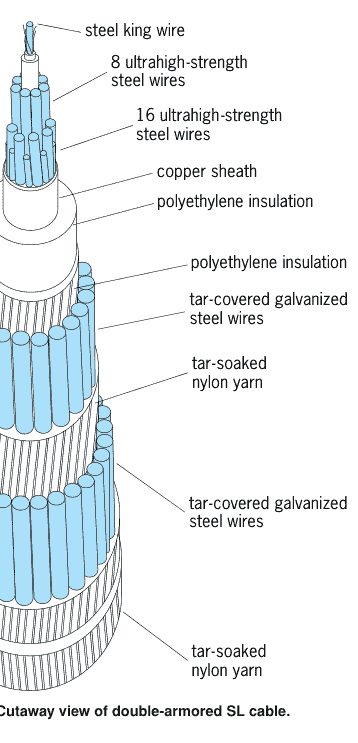 steel king wire
8 ultrahigh-strength
steel wires
16 ultrahigh-strength
steel wires
copper sheath
polyethylene insulation
polyethylene insulation
tar-covered galvanized
steel wires
tar-soaked
nylon yarn
tar-covered galvanized
steel wires
tar-soaked
nylon yarn
Cutaway view of double-armored SL cable.